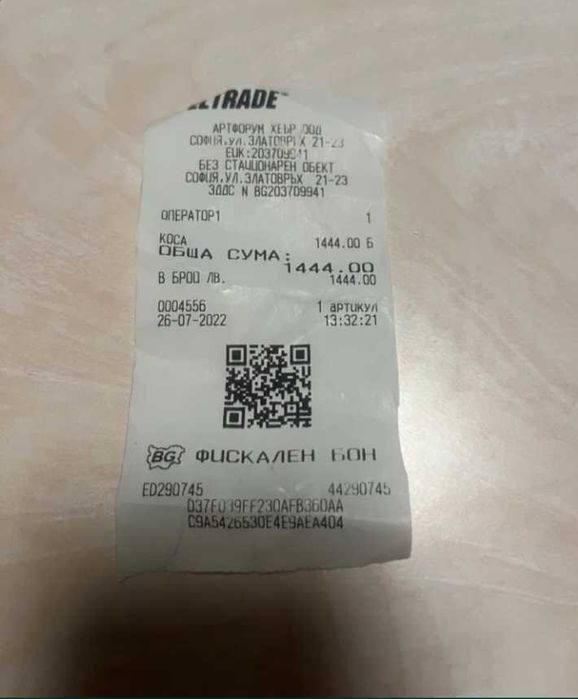 ELTRADE
АРТФОРУМ ХЕЪР ООД
СОФИЯ,УЛ.ЗЛАТОВРЪХ 21-23
ЕИК:203709941
БЕЗ СТАЦИОНАРЕН ОБЕКТ
СОФИЯ,УЛ.ЗЛАТОВРЪХ 21-23
ЗДДС N BG203709941
ОПЕРАТОР1 1
КОСА 1444.00 Б
ОБЩА СУМА: 1444.00
В БРОЙ ЛВ. 1444.00
0004556 1 артикул
26-07-2022 13:32:21
BG ФИСКАЛЕН БОН
ED290745 44290745
D37E039FF230AFB360AA
C9A5426530E4E9AEA404